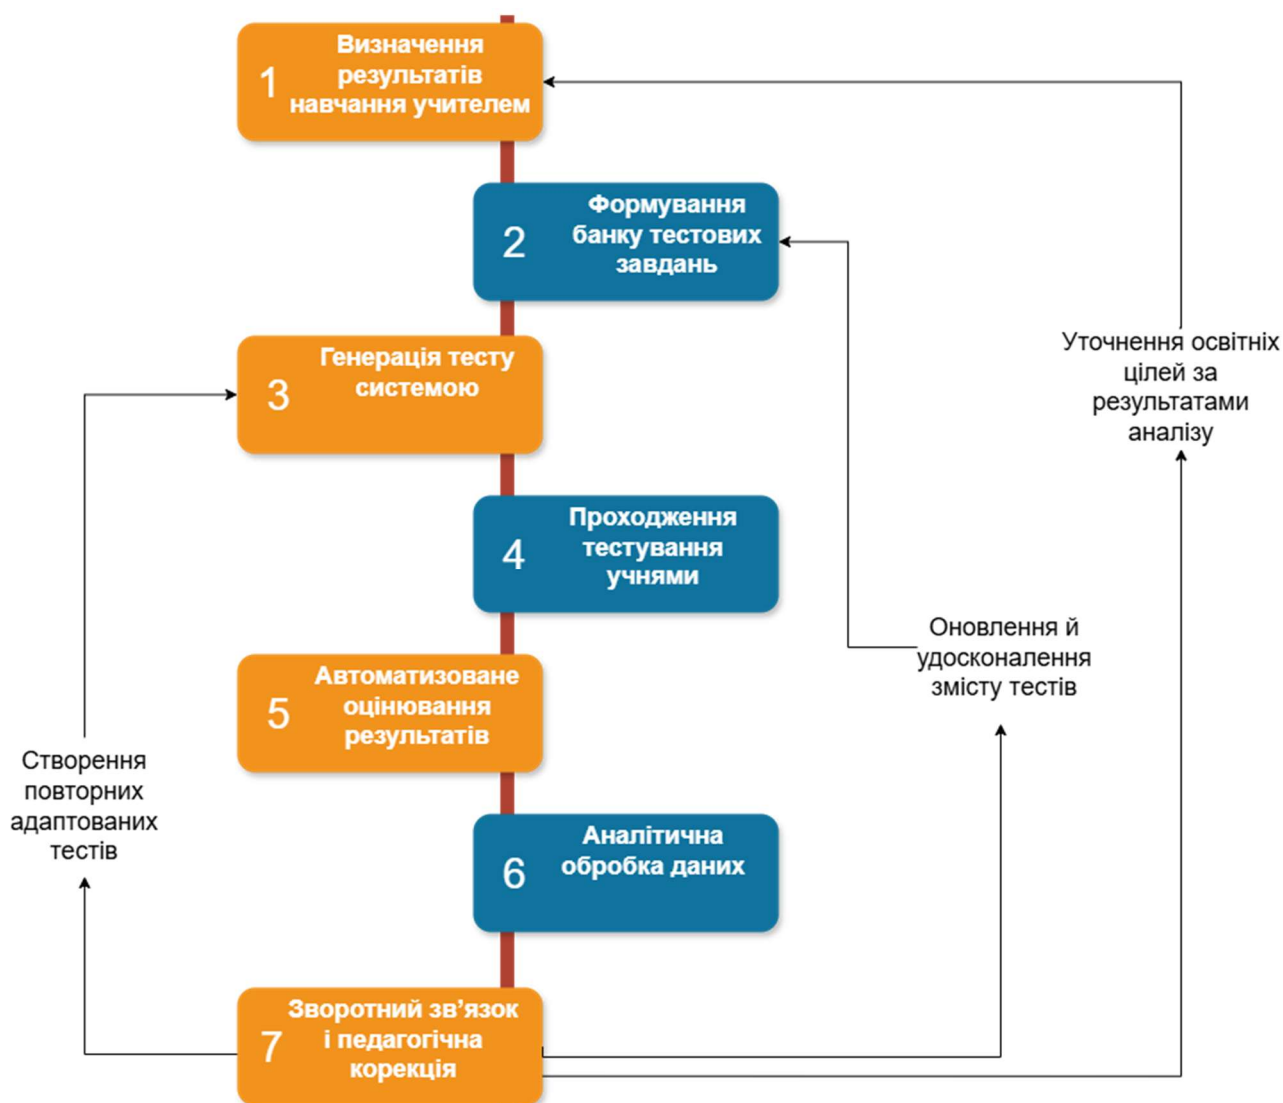 1
Визначення
результатів
навчання учителем
2
Формування
банку тестових
завдань
3
Генерація тесту
системою
Уточнення освітніх
цілей за
результатами
аналізу
4
Проходження
тестування
учнями
Оновлення й
удосконалення
змісту тестів
5
Автоматизоване
оцінювання
результатів
Створення
повторних
адаптованих
тестів
6
Аналітична
обробка даних
7
Зворотний зв’язок
і педагогічна
корекція